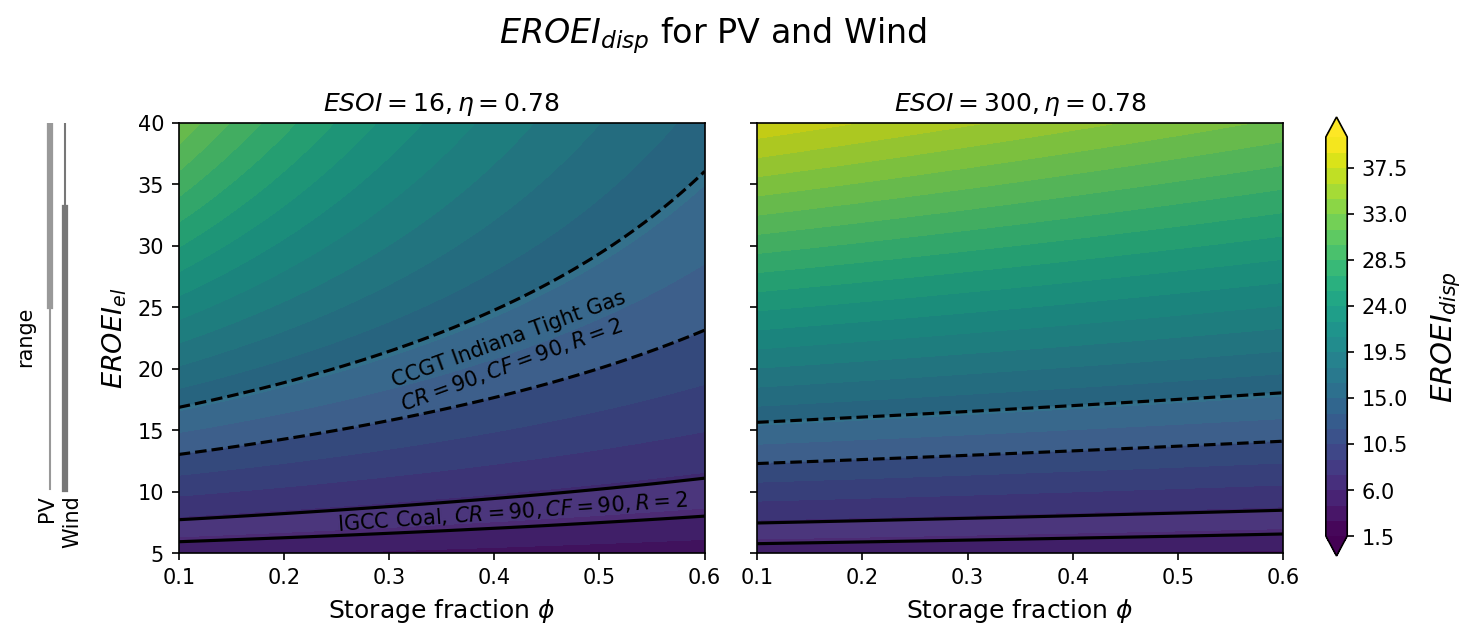 EROEI_disp for PV and Wind
ESOI = 16, η = 0.78
ESOI = 300, η = 0.78
range
PV
Wind
EROEI_el
40
35
30
25
20
15
10
5
CCGT Indiana Tight Gas
CR = 90, CF = 90, R = 2
IGCC Coal, CR = 90, CF = 90, R = 2
0.1 0.2 0.3 0.4 0.5 0.6
Storage fraction ϕ
0.1 0.2 0.3 0.4 0.5 0.6
Storage fraction ϕ
37.5
33.0
28.5
24.0
19.5
15.0
10.5
6.0
1.5
EROEI_disp